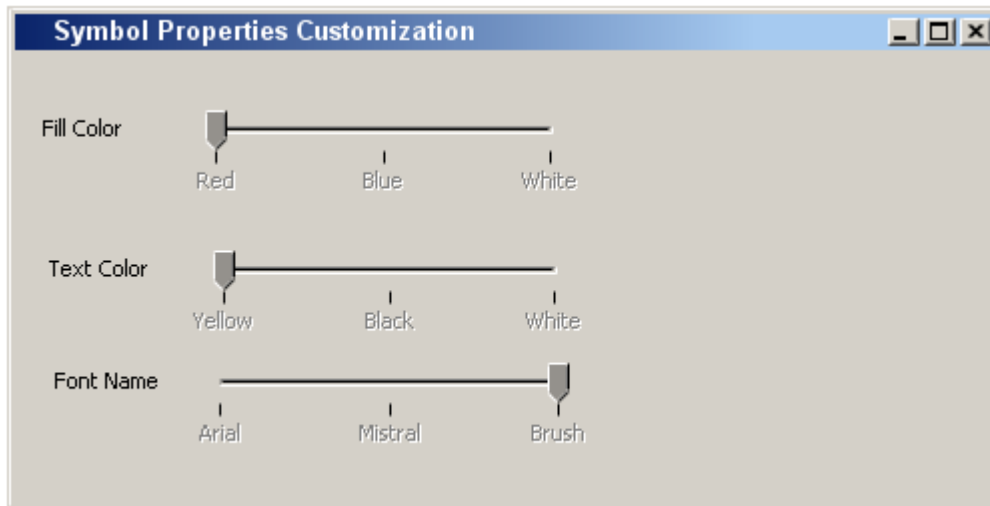 Symbol Properties Customization
Fill Color
Red Blue White
Text Color
Yellow Black White
Font Name
Arial Mistral Brush